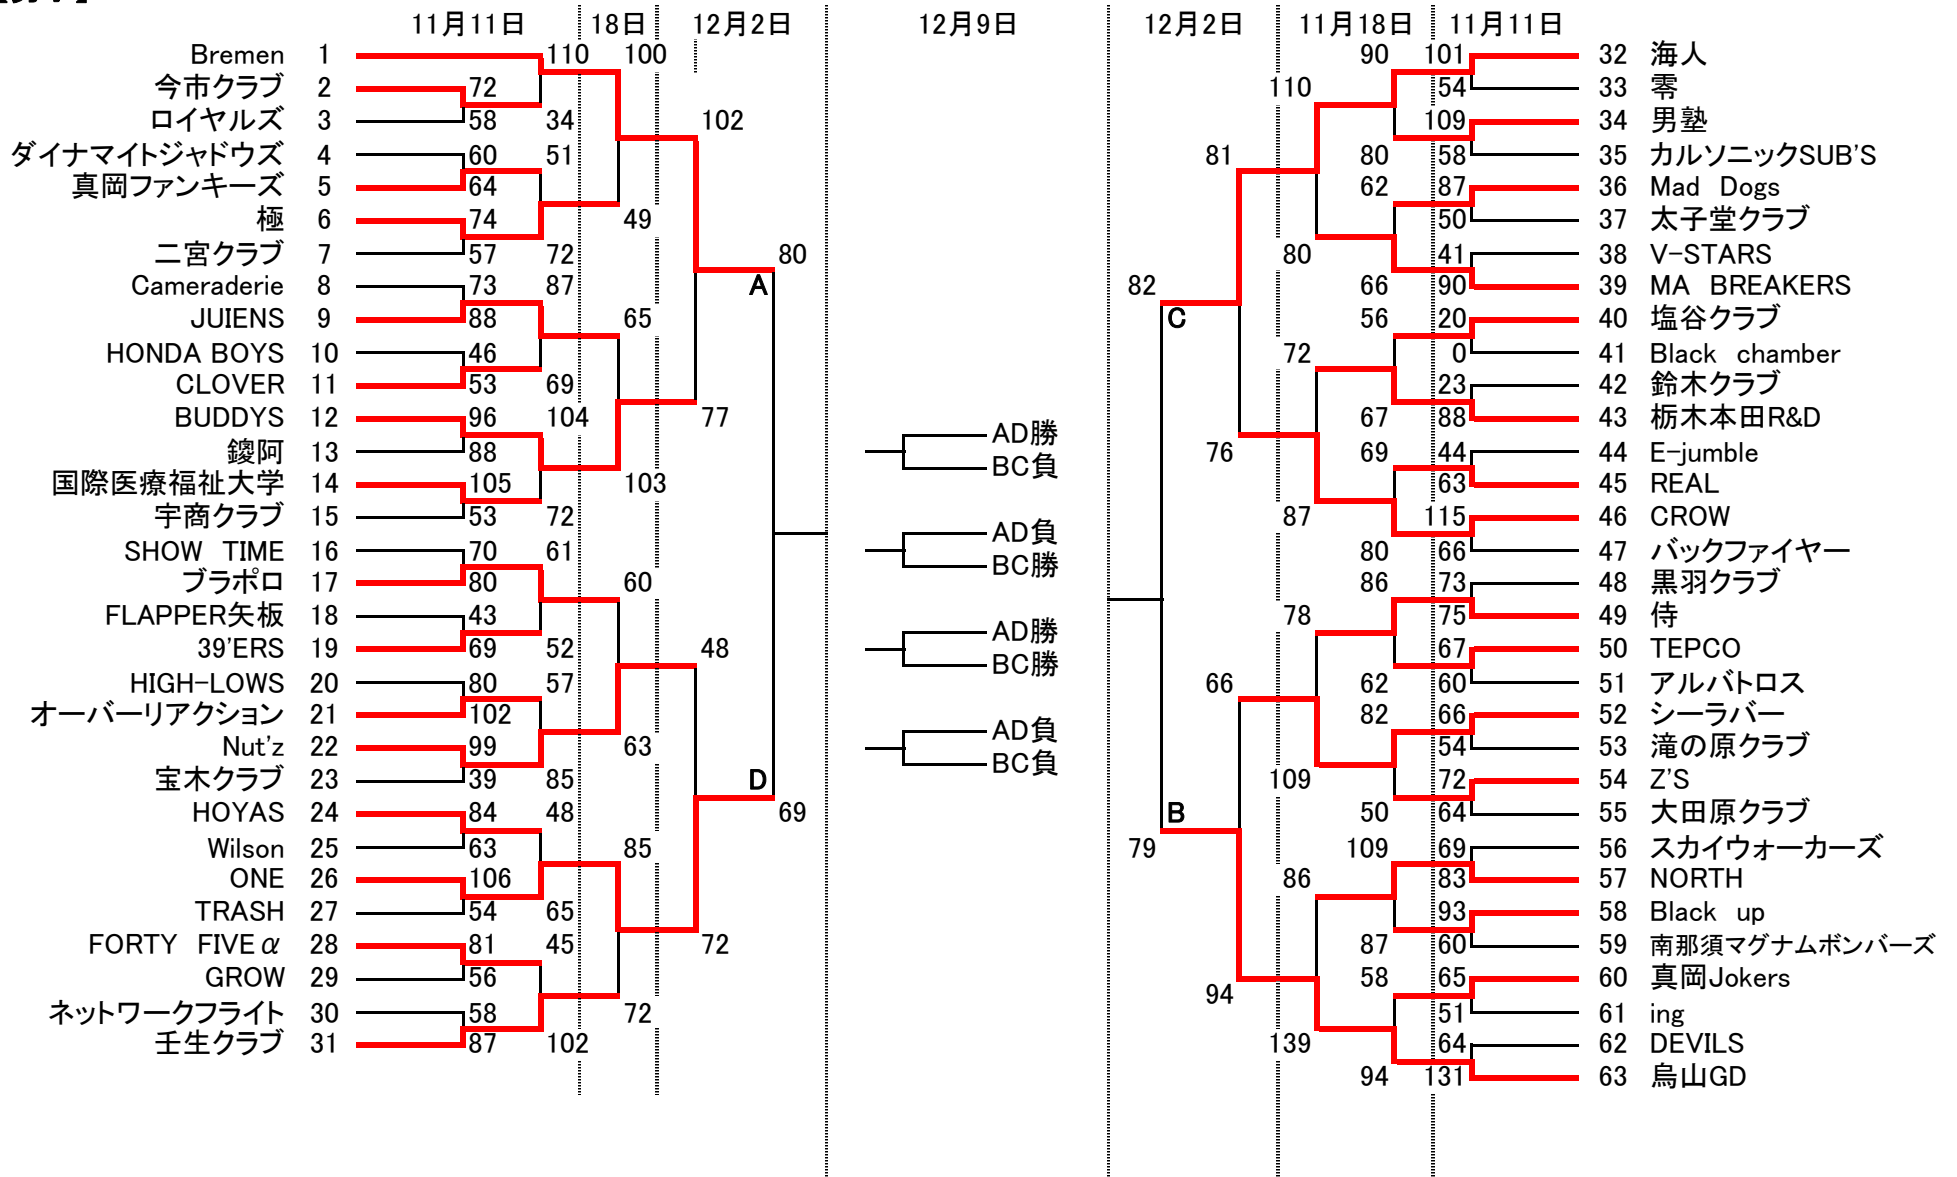 11月11日 18日 12月2日 12月9日 12月2日 11月18日 11月11日
Bremen 1 110 100 90 101 32 海人
今市クラブ 2 72 110 54 33 零
ロイヤルズ 3 58 34 102 109 34 男塾
ダイナマイトジャドウズ 4 60 51 81 80 58 35 カルソニックSUB'S
真岡ファンキーズ 5 64 62 87 36 Mad Dogs
極 6 74 49 50 37 太子堂クラブ
二宮クラブ 7 57 72 80 80 41 38 V-STARS
Cameraderie 8 73 87 A 82 66 90 39 MA BREAKERS
JUIENS 9 88 65 C 56 20 40 塩谷クラブ
HONDA BOYS 10 46 72 0 41 Black chamber
CLOVER 11 53 69 23 42 鈴木クラブ
BUDDYS 12 96 104 77 67 88 43 栃木本田R&D
AD勝
鑁阿 13 88 76 69 44 44 E-jumble
BC負
国際医療福祉大学 14 105 103 63 45 REAL
宇商クラブ 15 53 72 87 115 46 CROW
AD負
SHOW TIME 16 70 61 80 66 47 バックファイヤー
BC勝
ブラポロ 17 80 60 86 73 48 黒羽クラブ
FLAPPER矢板 18 43 78 75 49 侍
AD勝
39'ERS 19 69 52 48 67 50 TEPCO
BC勝
HIGH-LOWS 20 80 57 66 62 60 51 アルバトロス
オーバーリアクション 21 102 82 66 52 シーラバー
AD負
Nut'z 22 99 63 54 53 滝の原クラブ
BC負
宝木クラブ 23 39 85 D 109 72 54 Z'S
HOYAS 24 84 48 69 B 50 64 55 大田原クラブ
Wilson 25 63 85 79 109 69 56 スカイウォーカーズ
ONE 26 106 86 83 57 NORTH
TRASH 27 54 65 93 58 Black up
FORTY FIVEα 28 81 45 72 87 60 59 南那須マグナムボンバーズ
GROW 29 56 94 58 65 60 真岡Jokers
ネットワークフライト 30 58 72 51 61 ing
壬生クラブ 31 87 102 139 64 62 DEVILS
94 131 63 烏山GD